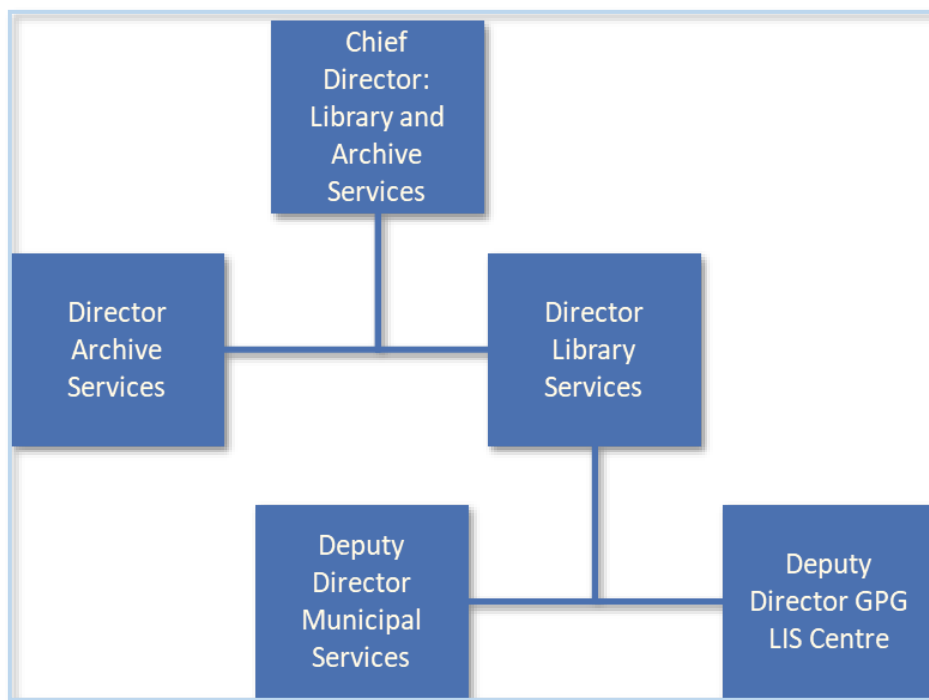 Chief
Director:
Library and
Archive
Services
Director
Archive
Services
Director
Library
Services
Deputy
Director
Municipal
Services
Deputy
Director GPG
LIS Centre